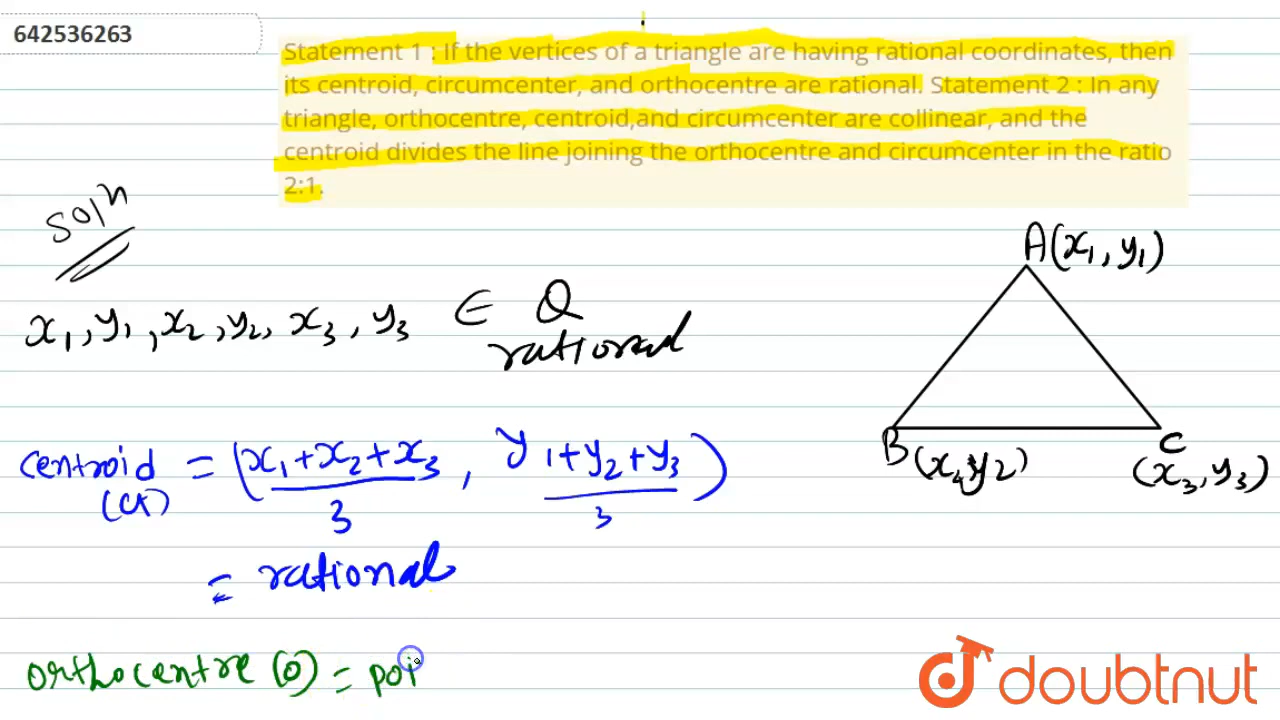 642536263
Statement 1 : If the vertices of a triangle are having rational coordinates, then
its centroid, circumcenter, and orthocentre are rational. Statement 2 : In any
triangle, orthocentre, centroid,and circumcenter are collinear, and the
centroid divides the line joining the orthocentre and circumcenter in the ratio
2:1.
Soln
A(x₁, y₁)
x₁, y₁, x₂, y₂, x₃, y₃ ∈ Q
rational
B(x₂, y2) C
(x₃, y₃)
centroid = (x₁+x₂+x₃/3, y₁+y₂+y₃/3)
(G)
= rational
orthocentre (O) = poi
doubtnut